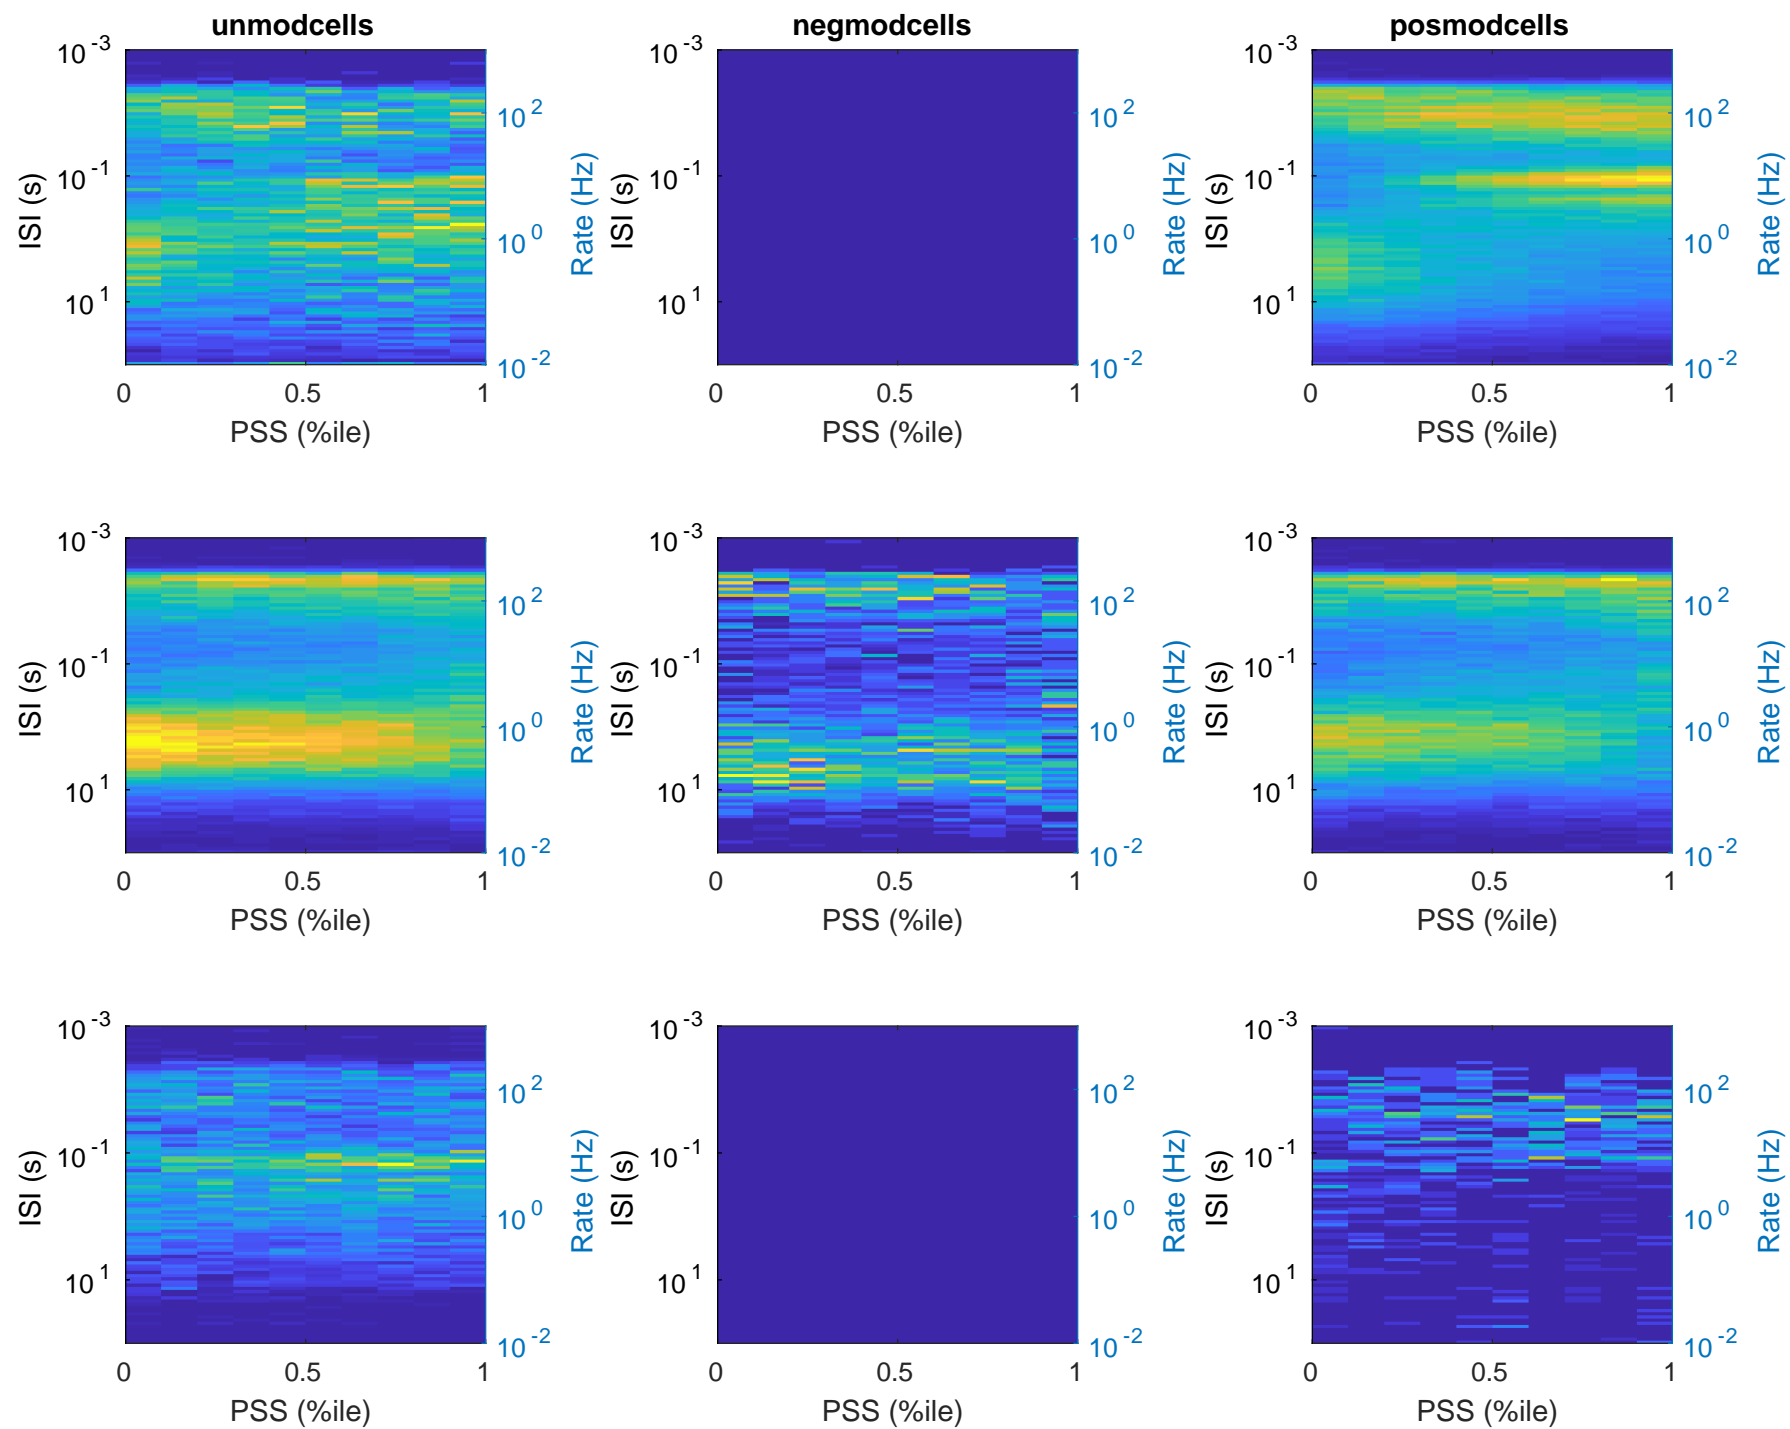 unmodcells negmodcells posmodcells
10^-3 10^-3 10^-3
10^2 10^2 10^2
10^-1 10^-1 10^-1
ISI (s) Rate (Hz) ISI (s) Rate (Hz) ISI (s) Rate (Hz)
10^0 10^0 10^0
10^1 10^1 10^1
10^-2 10^-2 10^-2
0 0.5 1 0 0.5 1 0 0.5 1
PSS (%ile) PSS (%ile) PSS (%ile)
10^-3 10^-3 10^-3
10^2 10^2 10^2
10^-1 10^-1 10^-1
ISI (s) Rate (Hz) ISI (s) Rate (Hz) ISI (s) Rate (Hz)
10^0 10^0 10^0
10^1 10^1 10^1
10^-2 10^-2 10^-2
0 0.5 1 0 0.5 1 0 0.5 1
PSS (%ile) PSS (%ile) PSS (%ile)
10^-3 10^-3 10^-3
10^2 10^2 10^2
10^-1 10^-1 10^-1
ISI (s) Rate (Hz) ISI (s) Rate (Hz) ISI (s) Rate (Hz)
10^0 10^0 10^0
10^1 10^1 10^1
10^-2 10^-2 10^-2
0 0.5 1 0 0.5 1 0 0.5 1
PSS (%ile) PSS (%ile) PSS (%ile)